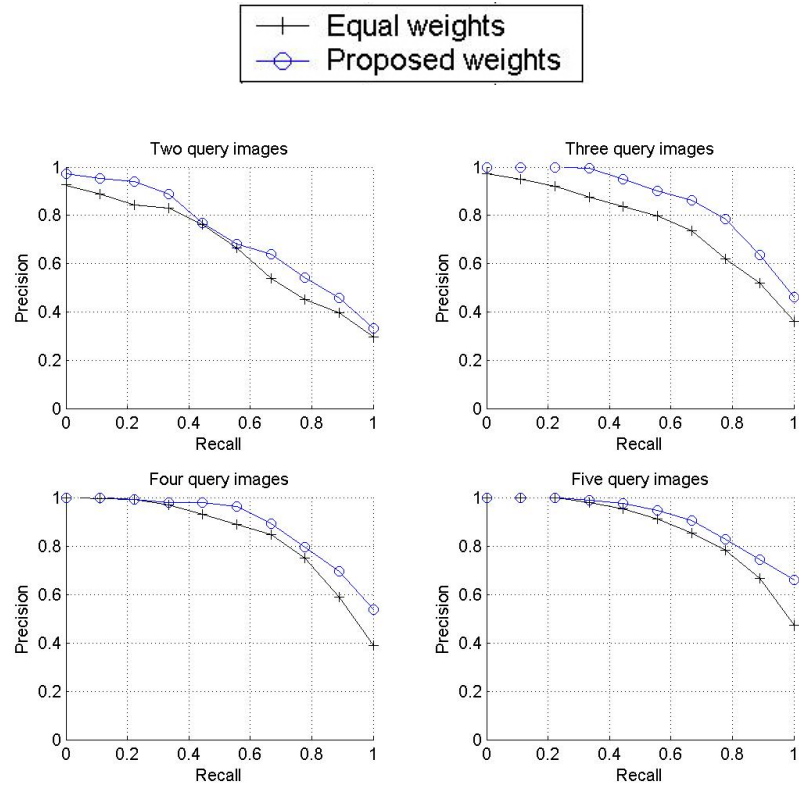 Equal weights
Proposed weights
Two query images
1
0.8
0.6
0.4
0.2
0
Precision
0 0.2 0.4 0.6 0.8 1
Recall
Three query images
1
0.8
0.6
0.4
0.2
0
Precision
0 0.2 0.4 0.6 0.8 1
Recall
Four query images
1
0.8
0.6
0.4
0.2
0
Precision
0 0.2 0.4 0.6 0.8 1
Recall
Five query images
1
0.8
0.6
0.4
0.2
0
Precision
0 0.2 0.4 0.6 0.8 1
Recall